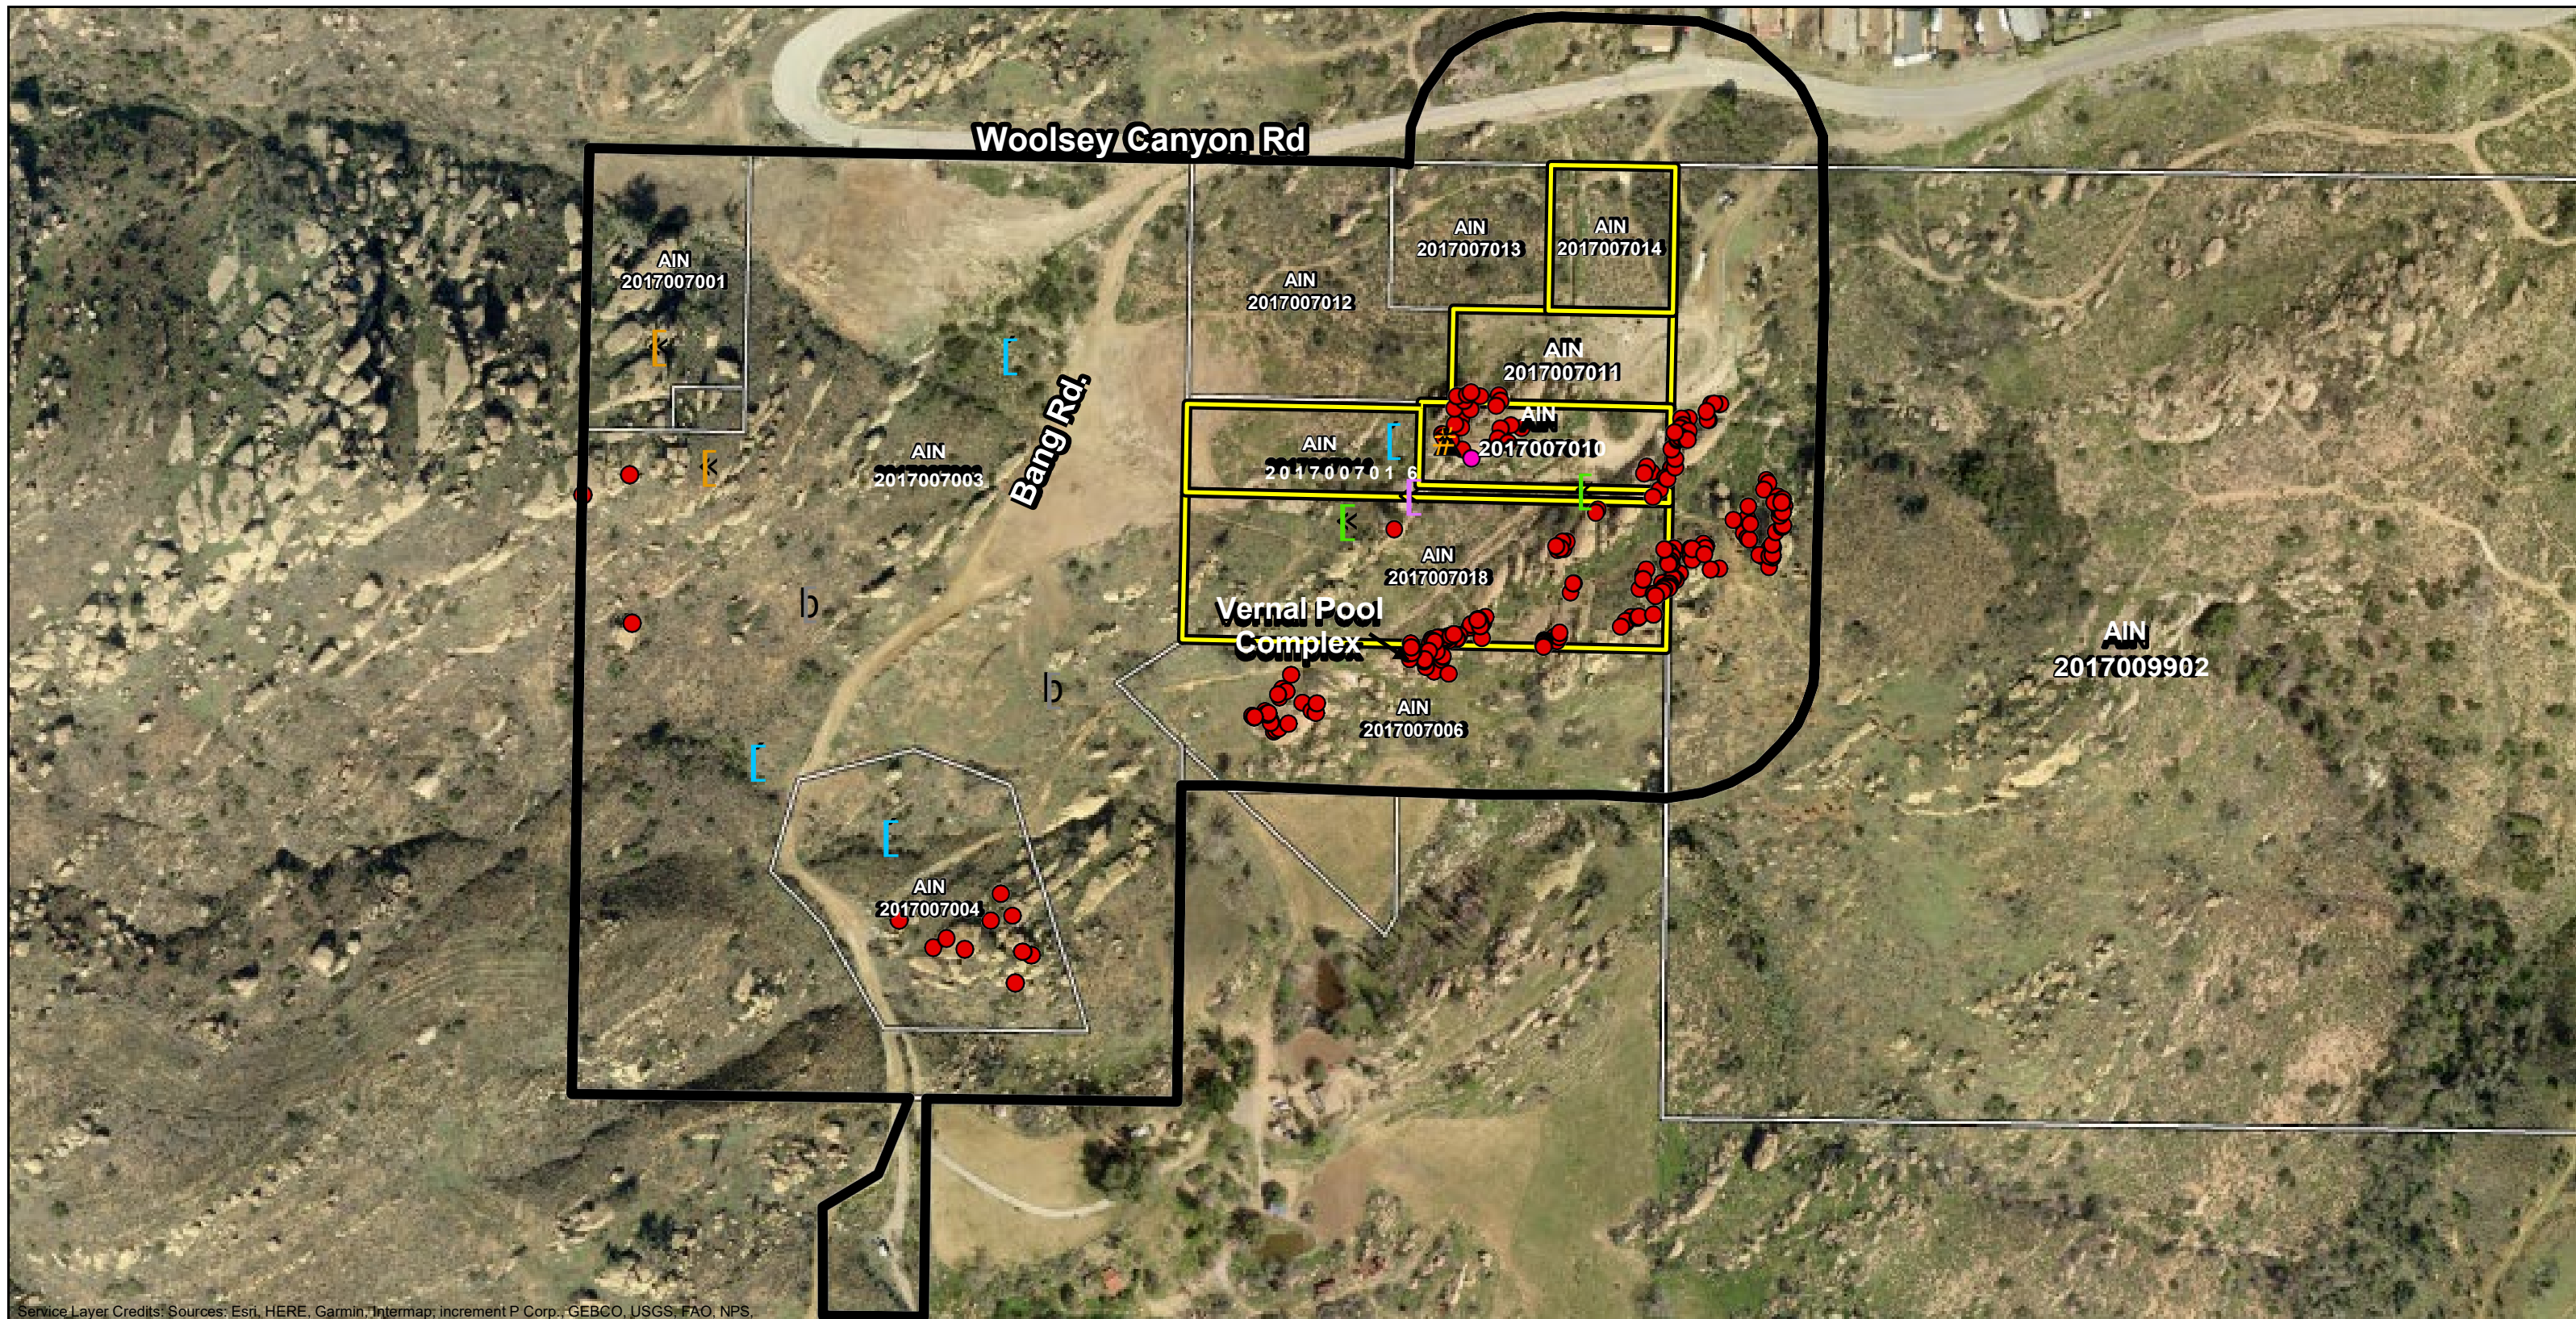 Woolsey Canyon Rd
AIN
2017007001
AIN
2017007012
AIN
2017007013
AIN
2017007014
AIN
2017007011
AIN
2017007010
AIN
2017007016
AIN
2017007003
Bang Rd.
AIN
2017007018
Vernal Pool
Complex
AIN
2017007006
AIN
2017009902
AIN
2017007004
Service Layer Credits: Sources: Esri, HERE, Garmin, Intermap, increment P Corp., GEBCO, USGS, FAO, NPS,